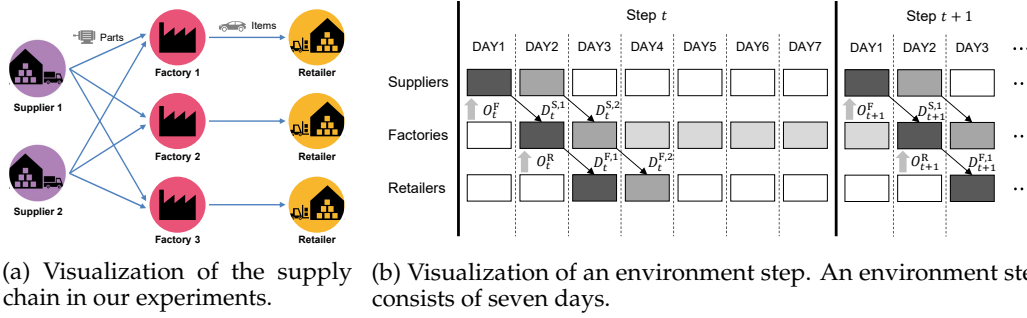 Parts
Items
Supplier 1
Supplier 2
Factory 1
Factory 2
Factory 3
Retailer
Retailer
Retailer
(a) Visualization of the supply
chain in our experiments.
Step t
Step t + 1
DAY1 DAY2 DAY3 DAY4 DAY5 DAY6 DAY7 DAY1 DAY2 DAY3 ...
Suppliers
O_t^F D_t^{S,1} D_t^{S,2} O_{t+1}^F D_{t+1}^{S,1}
Factories
O_t^R D_t^{F,1} D_t^{F,2} O_{t+1}^R D_{t+1}^{F,1}
Retailers
(b) Visualization of an environment step. An environment ste
consists of seven days.